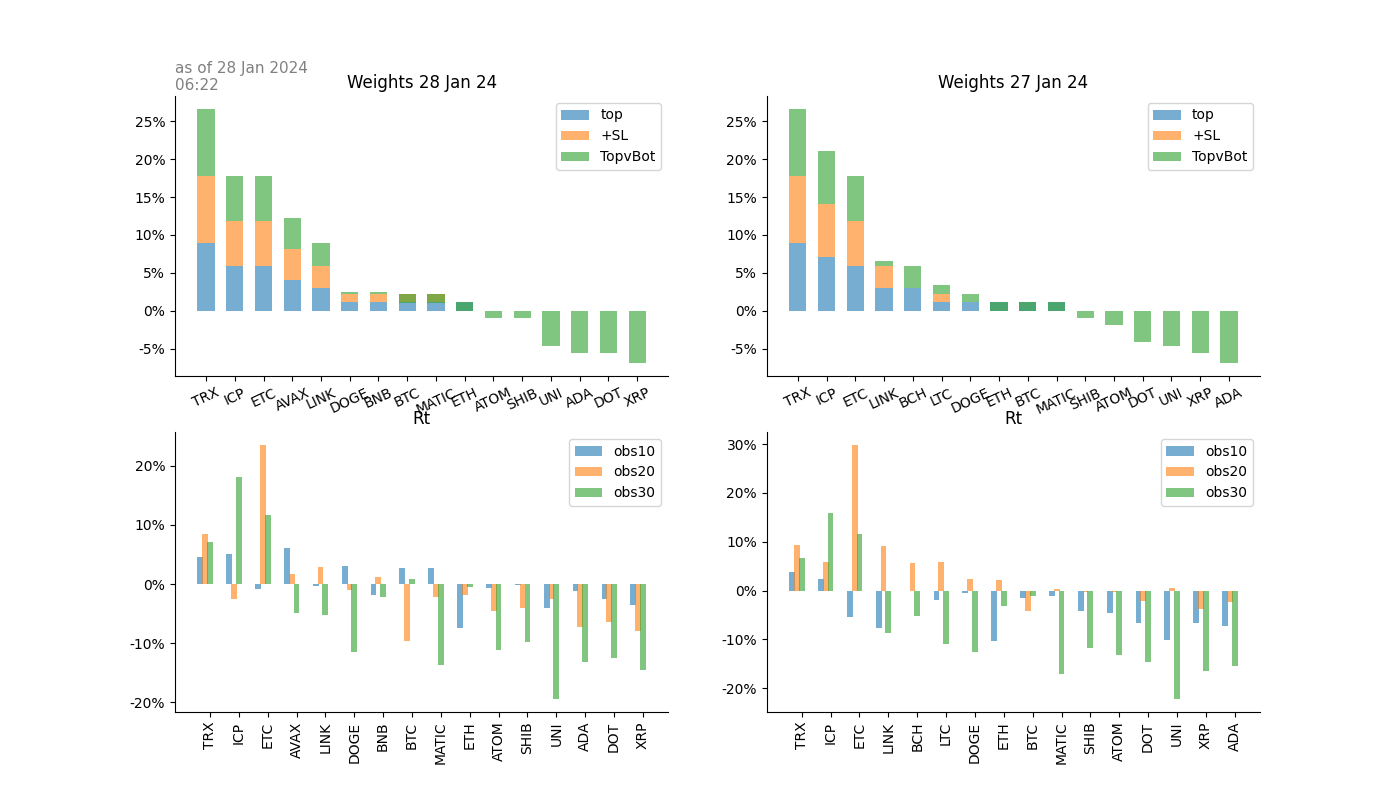 as of 28 Jan 2024
06:22
Weights 28 Jan 24
25%
20%
15%
10%
5%
0%
-5%
top
+SL
TopvBot
TRX ICP ETC AVAX LINK DOGE BNB BTC MATIC ETH ATOM SHIB UNI ADA DOT XRP
Weights 27 Jan 24
25%
20%
15%
10%
5%
0%
-5%
top
+SL
TopvBot
TRX ICP ETC LINK BCH LTC DOGE ETH BTC MATIC SHIB ATOM DOT UNI XRP ADA
Rt
20%
10%
0%
-10%
-20%
obs10
obs20
obs30
TRX ICP ETC AVAX LINK DOGE BNB BTC MATIC ETH ATOM SHIB UNI ADA DOT XRP
Rt
30%
20%
10%
0%
-10%
-20%
obs10
obs20
obs30
TRX ICP ETC LINK BCH LTC DOGE ETH BTC MATIC SHIB ATOM DOT UNI XRP ADA